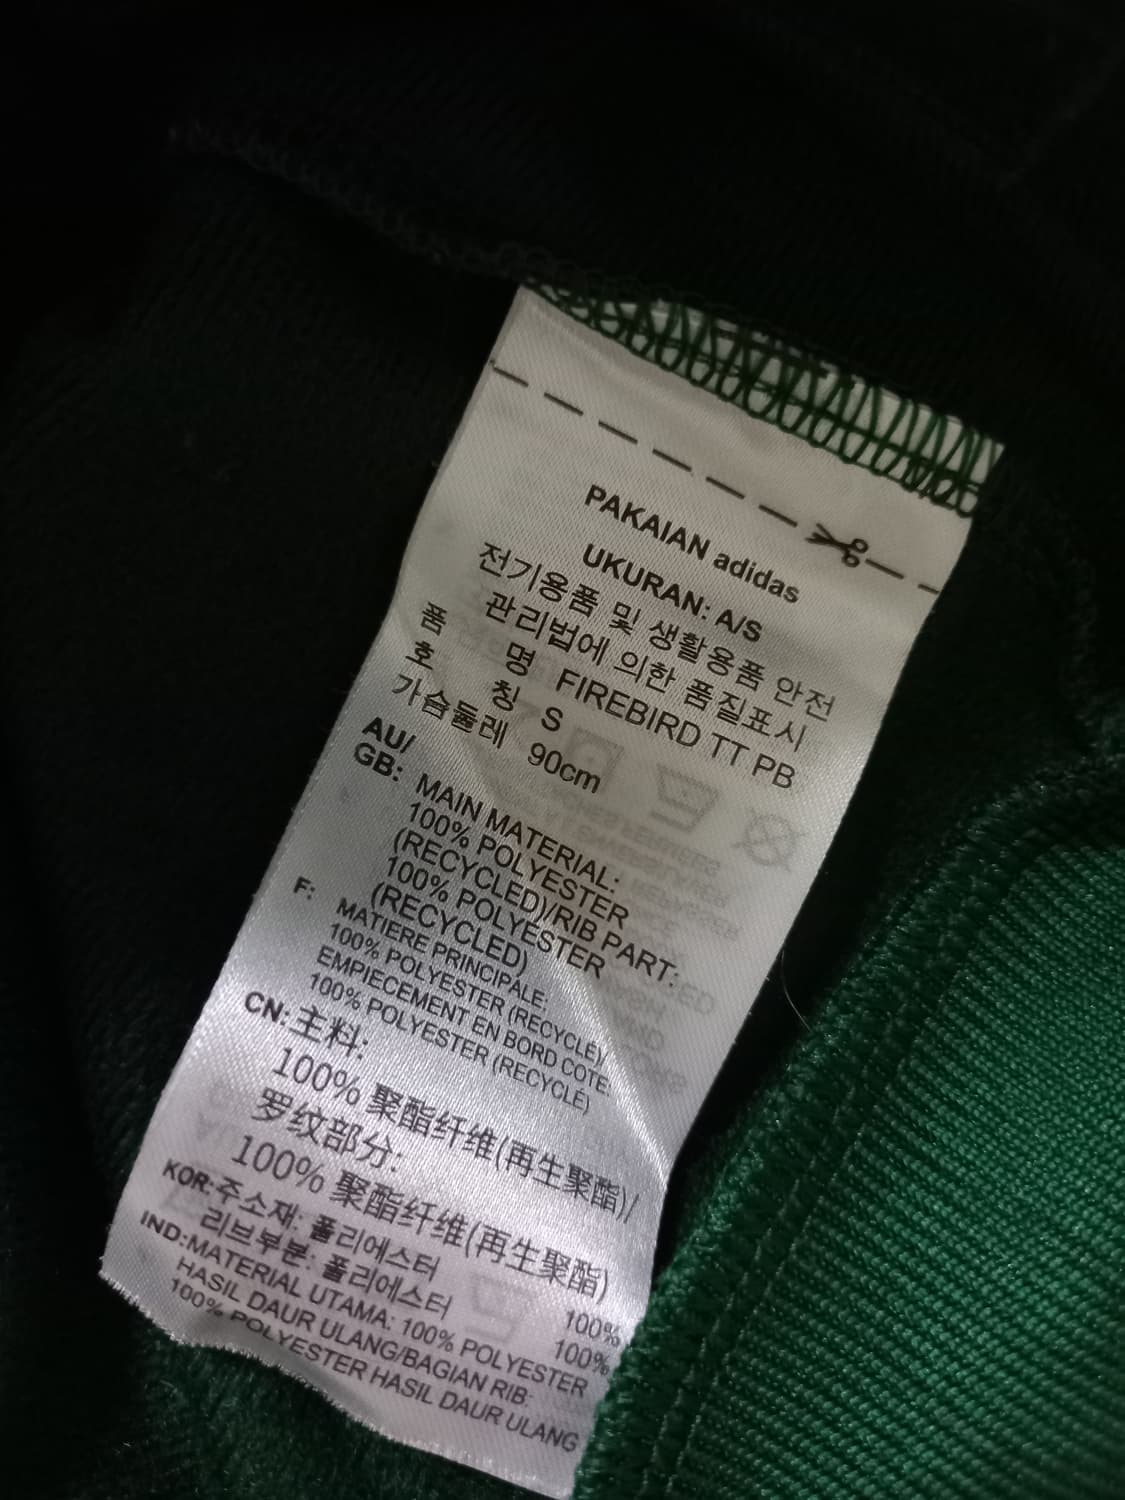 PAKAIAN adidas
UKURAN: A/S
전기용품 및 생활용품 안전
관리법에 의한 품질표시
품 명 FIREBIRD TT PB
호 칭 S
가슴둘레 90cm
AU/
GB: MAIN MATERIAL:
100% POLYESTER
(RECYCLED)/RIB PART:
100% POLYESTER
(RECYCLED)
F: MATIERE PRINCIPALE:
100% POLYESTER (RECYCLÉ)/
EMPIECEMENT EN BORD COTE:
100% POLYESTER (RECYCLÉ)
CN: 主料:
100% 聚酯纤维(再生聚酯)/
罗纹部分:
100% 聚酯纤维(再生聚酯)
KOR: 주소재: 폴리에스터 100%
리브부분: 폴리에스터 100%
IND: MATERIAL UTAMA: 100% POLYESTER
HASIL DAUR ULANG/BAGIAN RIB:
100% POLYESTER HASIL DAUR ULANG